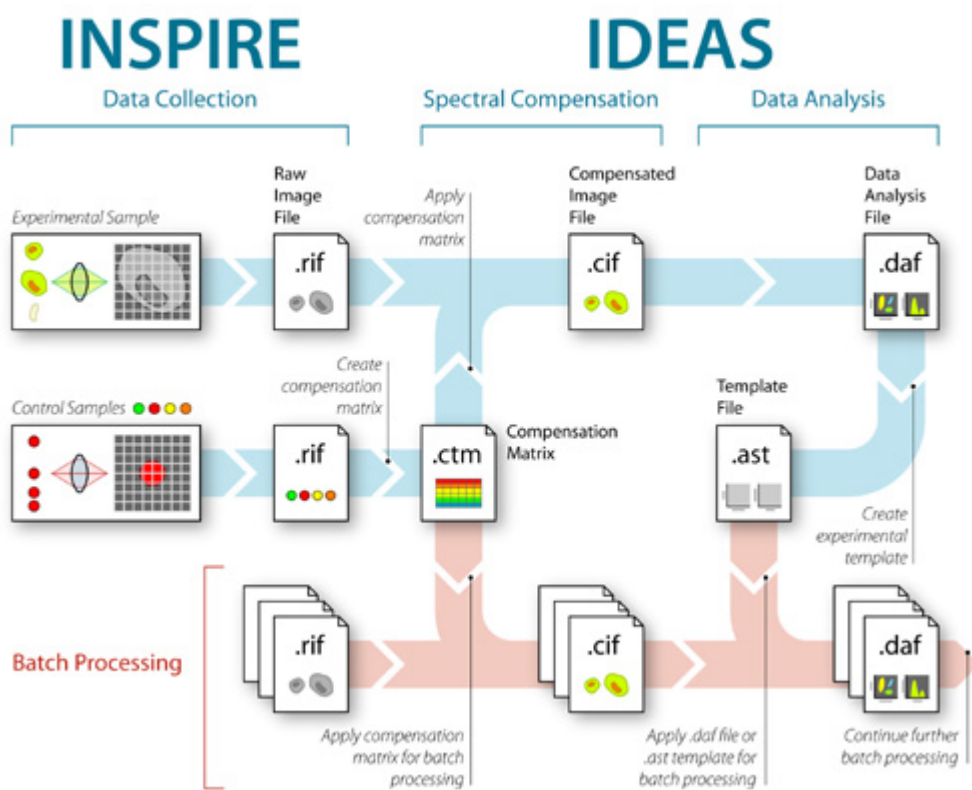 INSPIRE
IDEAS
Data Collection
Spectral Compensation
Data Analysis
Raw
Image
File
Apply
compensation
matrix
Compensated
Image
File
Data
Analysis
File
Experimental Sample
.rif
.cif
.daf
Create
compensation
matrix
Template
File
Control Samples
.rif
.ctm
Compensation
Matrix
.ast
Create
experimental
template
Batch Processing
.rif
.cif
.daf
Apply compensation
matrix for batch
processing
Apply .daf file or
.ast template for
batch processing
Continue further
batch processing